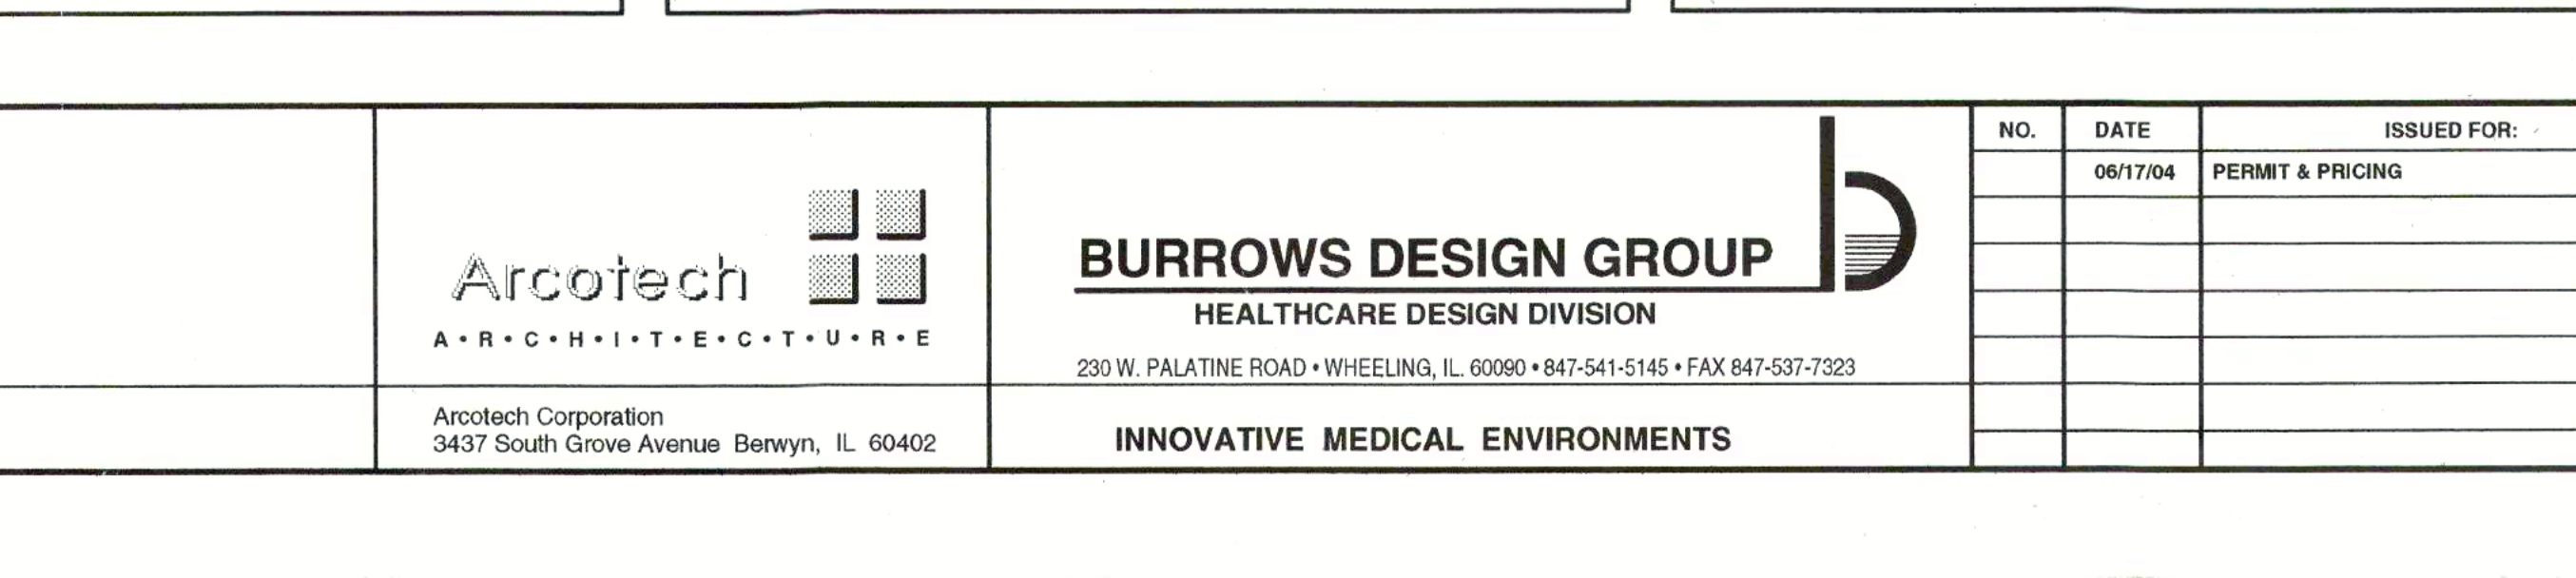 Arcotech
A•R•C•H•I•T•E•C•T•U•R•E
Arcotech Corporation
3437 South Grove Avenue Berwyn, IL 60402
BURROWS DESIGN GROUP
HEALTHCARE DESIGN DIVISION
230 W. PALATINE ROAD • WHEELING, IL. 60090 • 847-541-5145 • FAX 847-537-7323
INNOVATIVE MEDICAL ENVIRONMENTS
NO. DATE ISSUED FOR:
06/17/04 PERMIT & PRICING